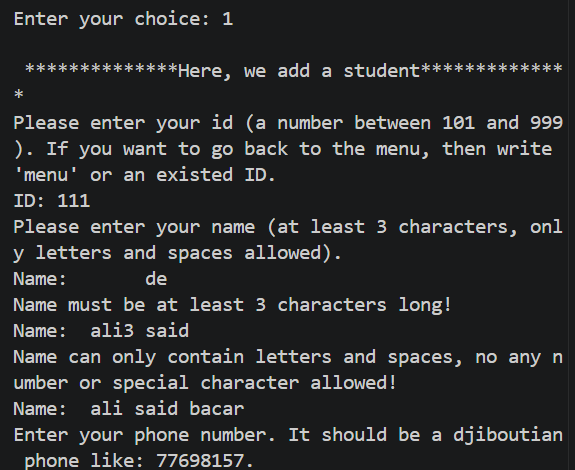 Enter your choice: 1
**************Here, we add a student*************
*
Please enter your id (a number between 101 and 999
). If you want to go back to the menu, then write
'menu' or an existed ID.
ID: 111
Please enter your name (at least 3 characters, onl
y letters and spaces allowed).
Name:       de
Name must be at least 3 characters long!
Name:  ali3 said
Name can only contain letters and spaces, no any n
umber or special character allowed!
Name:  ali said bacar
Enter your phone number. It should be a djiboutian
 phone like: 77698157.